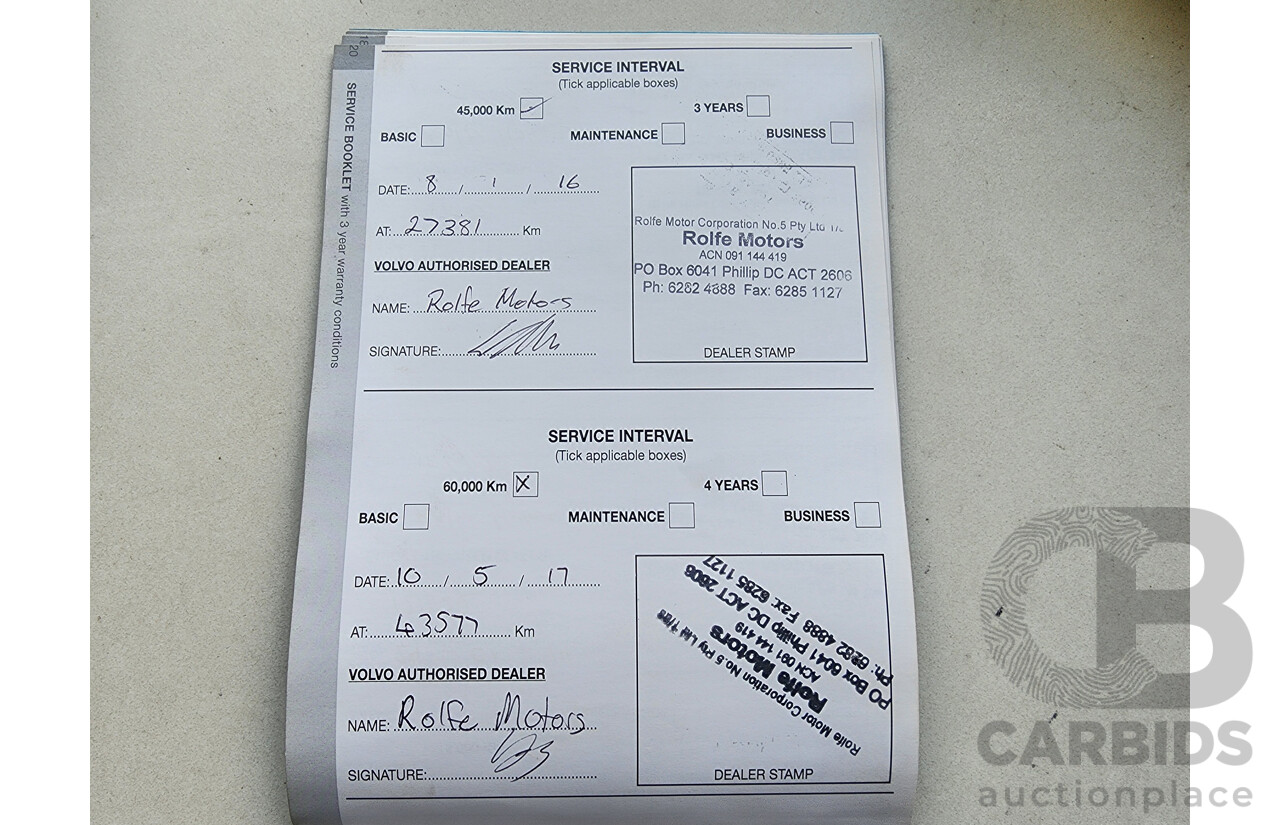 18
20
SERVICE BOOKLET with 3 year warranty conditions
SERVICE INTERVAL
(Tick applicable boxes)
45,000 Km 3 YEARS
BASIC MAINTENANCE BUSINESS
DATE: 8 / 1 / 16
AT: 27381 Km
VOLVO AUTHORISED DEALER
NAME: Rolfe Motors
SIGNATURE:
Rolfe Motor Corporation No.5 Pty Ltd
Rolfe Motors
ACN 091 144 419
PO Box 6041 Phillip DC ACT 2606
Ph: 6282 4888 Fax: 6285 1127
DEALER STAMP
SERVICE INTERVAL
(Tick applicable boxes)
60,000 Km X 4 YEARS
BASIC MAINTENANCE BUSINESS
DATE: 10 / 5 / 17
AT: 43577 Km
VOLVO AUTHORISED DEALER
NAME: Rolfe Motors
SIGNATURE:
Rolfe Motor Corporation No.5 Pty Ltd
Rolfe Motors
ACN 091 144 419
PO Box 6041 Phillip DC ACT 2606
Ph: 6282 4888 Fax: 6285 1127
DEALER STAMP
CB
CARBIDS
auctionplace